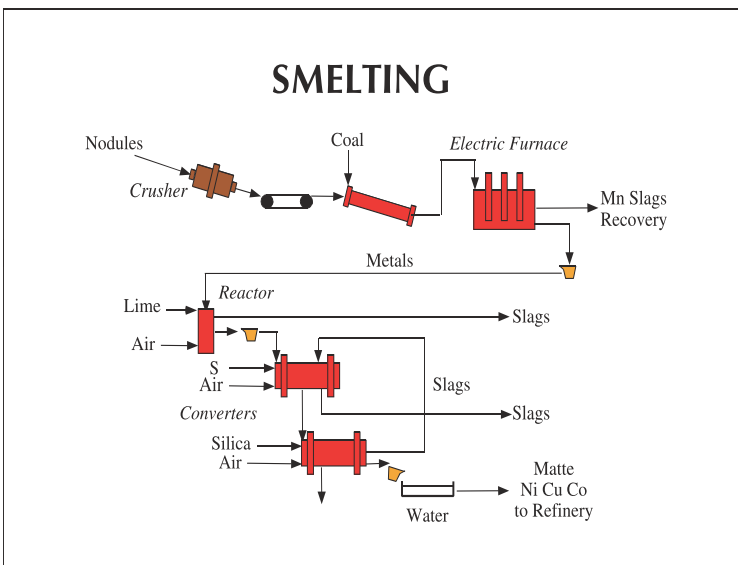 SMELTING
Nodules
Coal
Electric Furnace
Crusher
Mn Slags
Recovery
Metals
Reactor
Lime
Slags
Air
S
Air
Slags
Converters
Slags
Silica
Air
Matte
Ni Cu Co
to Refinery
Water